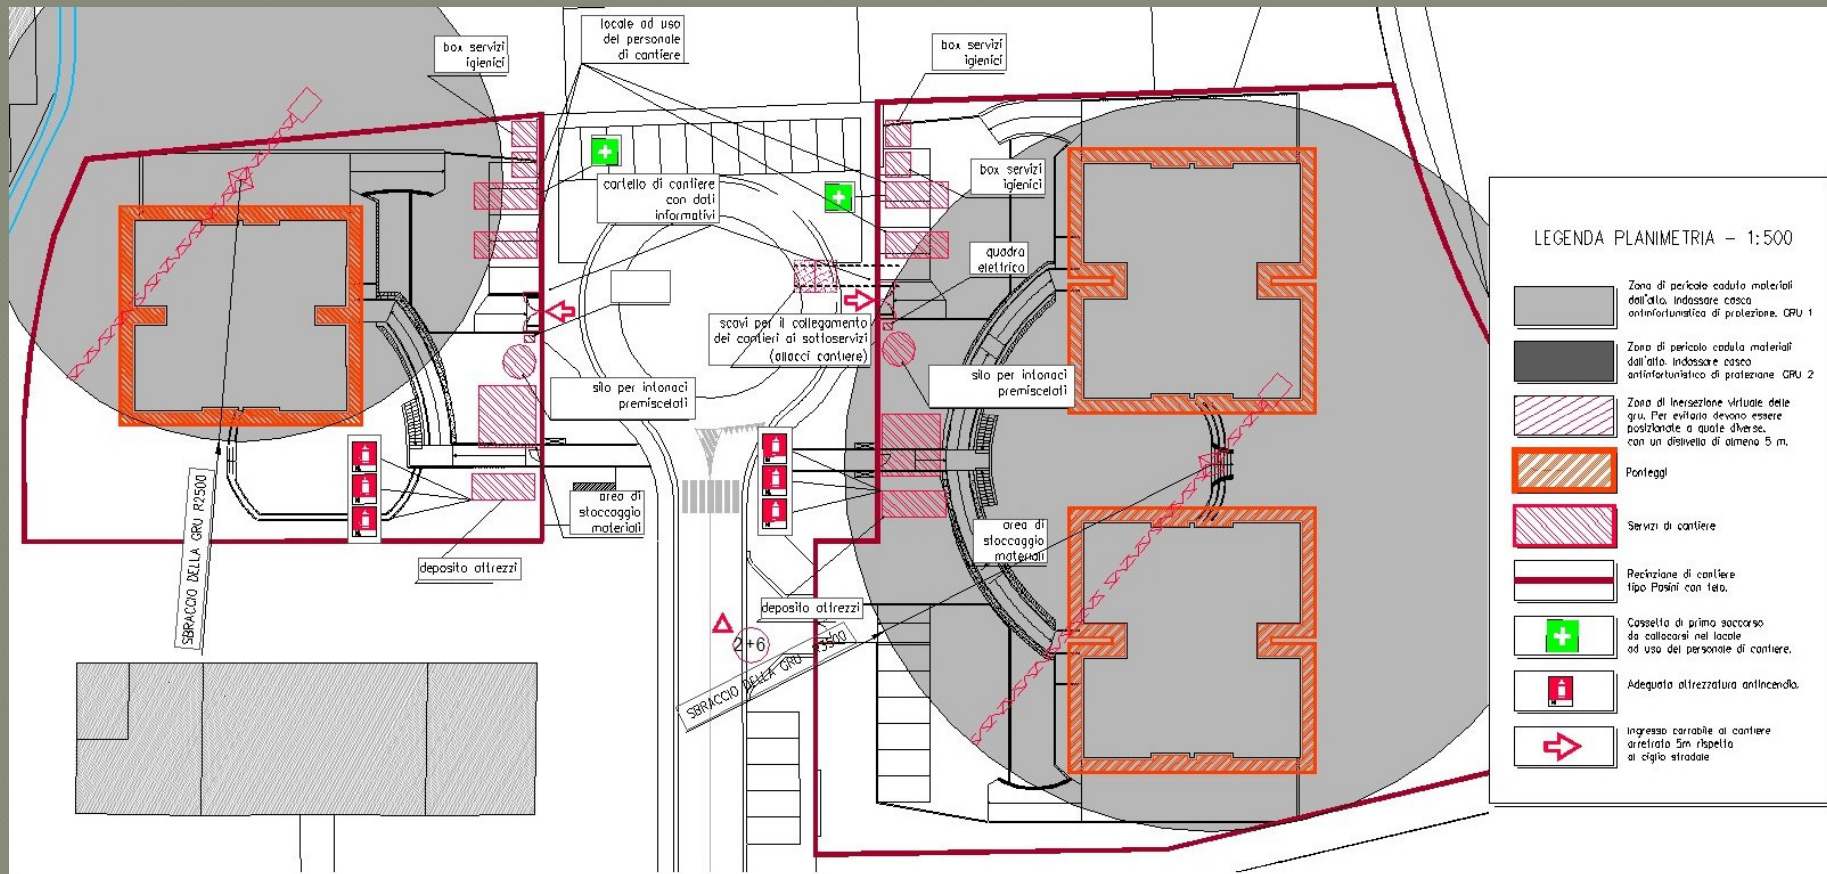 locale ad uso
del personale
di cantiere
box servizi
igienici
box servizi
igienici
cartello di cantiere
con dati
informativi
box servizi
igienici
quadro
elettrico
scavi per il collegamento
dei cantieri ai sottoservizi
(allacci cantiere)
silo per intonaci
premiscelati
silo per intonaci
premiscelati
area di
stoccaggio
materiali
area di
stoccaggio
materiali
deposito attrezzi
deposito attrezzi
SBRACCIO DELLA GRU R2500
SBRACCIO DELLA GRU R3500
2+6
LEGENDA PLANIMETRIA - 1:500
Zona di pericolo caduta materiali
dall'alto. Indossare casco
antinfortunistica di protezione. GRU 1
Zona di pericolo caduta materiali
dall'alto. Indossare casco
antinfortunistico di protezione GRU 2
Zona di inersezione virtuale delle
gru. Per evitarla devono essere
posizionate a quote diverse.
con un dislivello di almeno 5 m.
Ponteggi
Servizi di cantiere
Recinzione di cantiere
tipo Pasini con telo.
Cassetta di primo soccorso
da collocarsi nel locale
ad uso del personale di cantiere.
Adeguata attrezzatura antincendio.
Ingresso carrabile al cantiere
arretrato 5m rispetto
al ciglio stradale